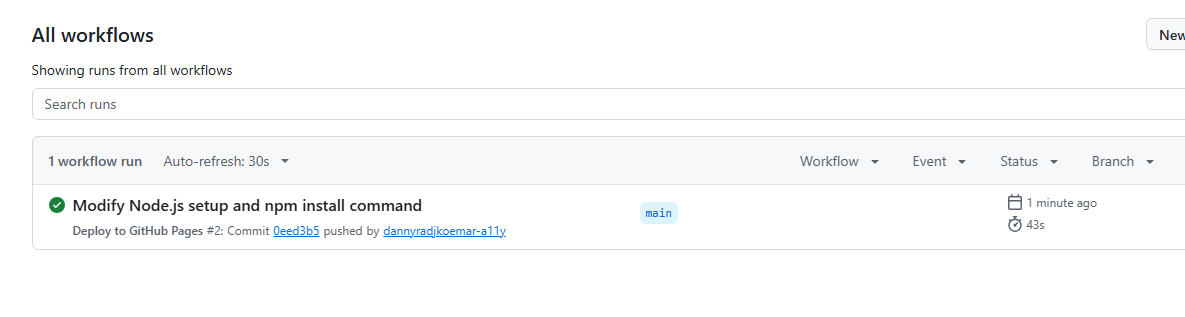 All workflows
New
Showing runs from all workflows
Search runs
1 workflow run Auto-refresh: 30s Workflow Event Status Branch
Modify Node.js setup and npm install command
main
1 minute ago
Deploy to GitHub Pages #2: Commit 0eed3b5 pushed by dannyradjkoemar-a11y
43s